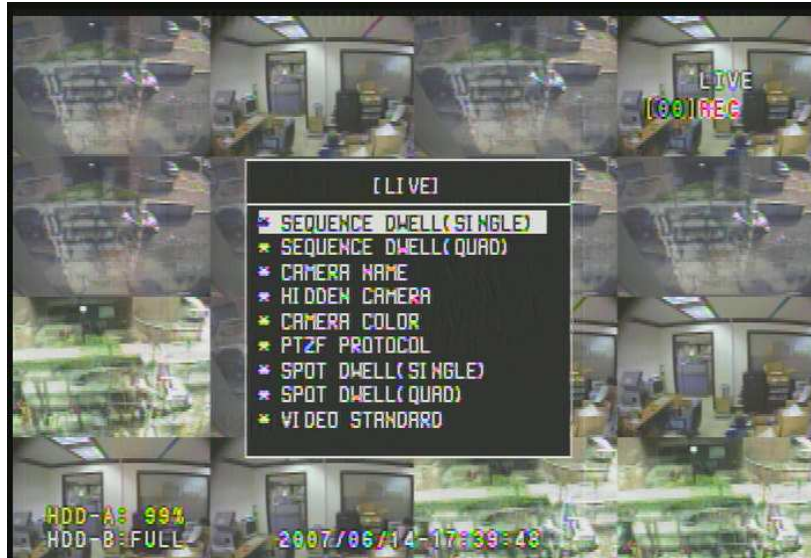 LIVE
[00]REC
[LIVE]
* SEQUENCE DWELL(SINGLE)
* SEQUENCE DWELL(QUAD)
* CAMERA NAME
* HIDDEN CAMERA
* CAMERA COLOR
* PTZF PROTOCOL
* SPOT DWELL(SINGLE)
* SPOT DWELL(QUAD)
* VIDEO STANDARD
HDD-A: 99%
HDD-B:FULL
2007/06/14-17:39:48